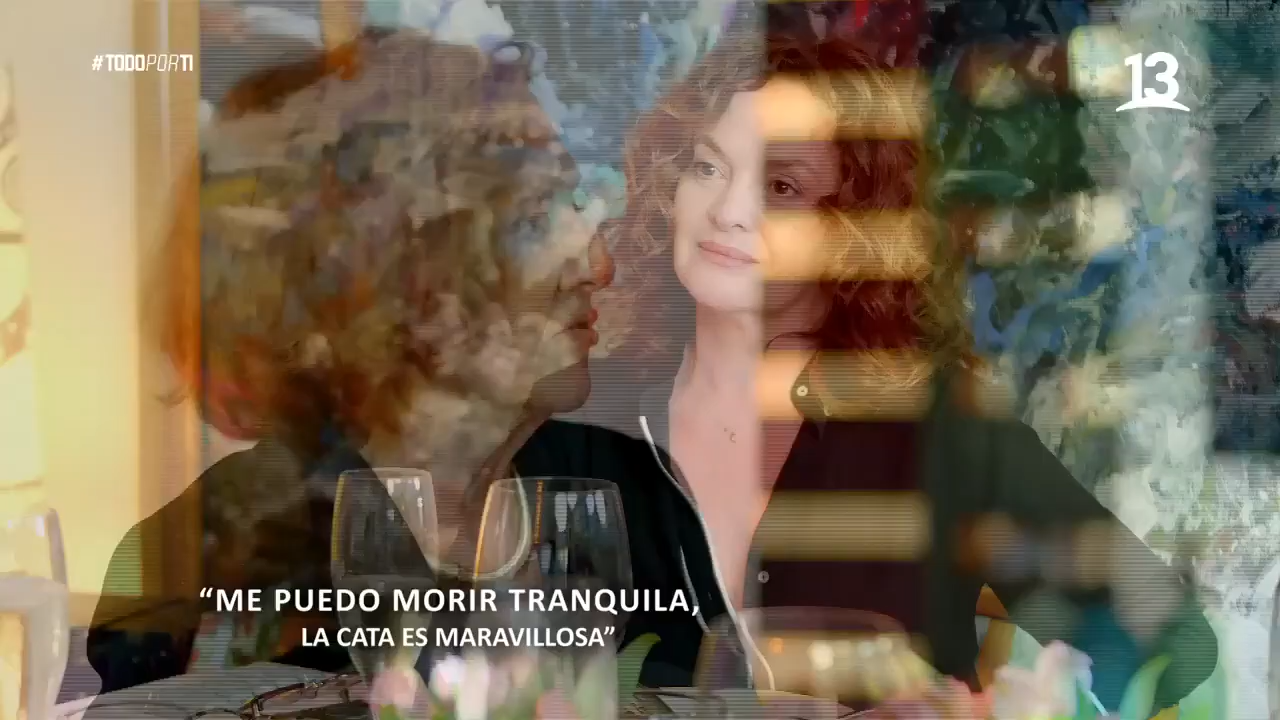 #TODOPORTI
13
“ME PUEDO MORIR TRANQUILA,
LA CATA ES MARAVILLOSA”